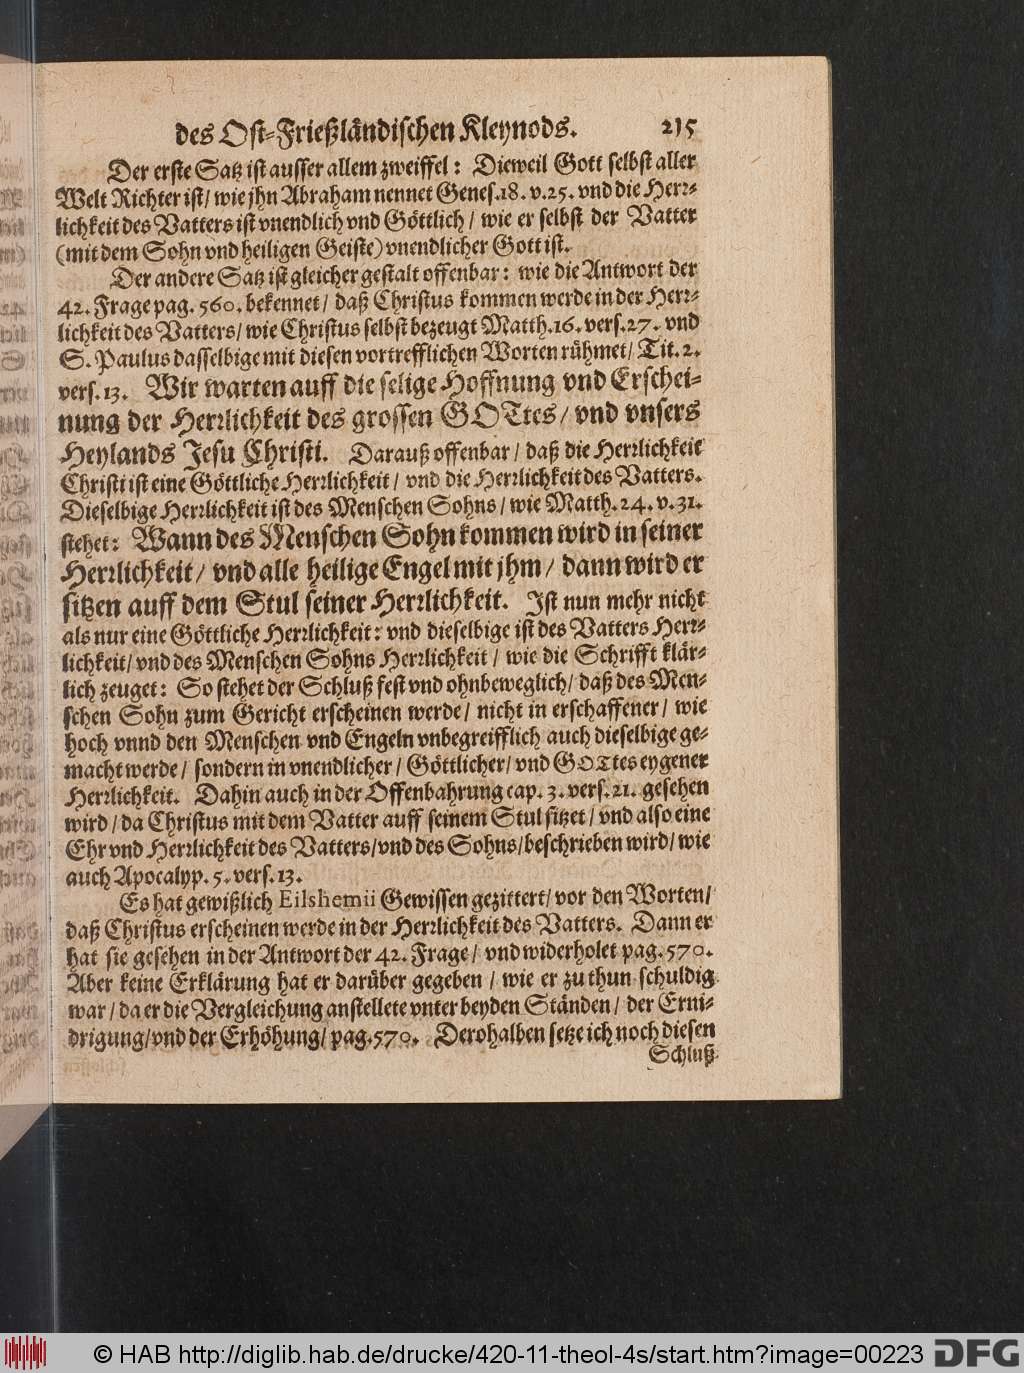 des Ost-Frießländischen Kleynods. 215
Der erste Satz ist ausser allem zweiffel: Dieweil Gott selbst aller
Welt Richter ist/ wie jhn Abraham nennet Genes.18. v.25. vnd die Herr-
lichkeit des Vatters ist vnendlich vnd Göttlich/ wie er selbst der Vatter
(mit dem Sohn vnd heiligen Geiste) vnendlicher Gott ist.
Der andere Satz ist gleicher gestalt offenbar: wie die Antwort der
42. Frage pag. 560. bekennet/ daß Christus kommen werde in der Herr-
lichkeit des Vatters/ wie Christus selbst bezeugt Matth.16. vers.27. vnd
S. Paulus dasselbige mit diesen vortrefflichen Worten rühmet/ Tit. 2.
vers. 13. Wir warten auff die selige Hoffnung vnd Erschei-
nung der Herrlichkeit des grossen GOTtes/ vnd vnsers
Heylands Jesu Christi. Darauß offenbar/ daß die Herrlichkeit
Christi ist eine Göttliche Herrlichkeit/ vnd die Herrlichkeit des Vatters.
Dieselbige Herrlichkeit ist des Menschen Sohns/ wie Matth. 24. v. 31.
stehet: Wann des Menschen Sohn kommen wird in seiner
Herrlichkeit/ vnd alle heilige Engel mit jhm/ dann wird er
sitzen auff dem Stul seiner Herrlichkeit. Ist nun mehr nicht
als nur eine Göttliche Herrlichkeit: vnd dieselbige ist des Vatters Herr-
lichkeit/ vnd des Menschen Sohns Herrlichkeit/ wie die Schrifft klär-
lich zeuget: So stehet der Schluß fest vnd ohnbeweglich/ daß des Men-
schen Sohn zum Gericht erscheinen werde/ nicht in erschaffener/ wie
hoch vnnd den Menschen vnd Engeln vnbegreifflich auch dieselbige ge-
macht werde/ sondern in vnendlicher/ Göttlicher/ vnd GOTtes eygener
Herrlichkeit. Dahin auch in der Offenbahrung cap. 3. vers. 21. gesehen
wird/ da Christus mit dem Vatter auff seinem Stul sitzet/ vnd also eine
Ehr vnd Herrlichkeit des Vatters/ vnd des Sohns/ beschrieben wird/ wie
auch Apocalyp. 5. vers. 13.
Es hat gewißlich Eilshemii Gewissen gezittert/ vor den Worten/
daß Christus erscheinen werde in der Herrlichkeit des Vatters. Dann er
hat sie gesehen in der Antwort der 42. Frage/ vnd widerholet pag. 570.
Aber keine Erklärung hat er darüber gegeben/ wie er zu thun schuldig
war/ da er die Vergleichung anstellete vnter beyden Ständen/ der Erni-
drigung/ vnd der Erhöhung/ pag. 570. Derohalben setze ich noch diesen
Schluß
© HAB http://diglib.hab.de/drucke/420-11-theol-4s/start.htm?image=00223 DFG